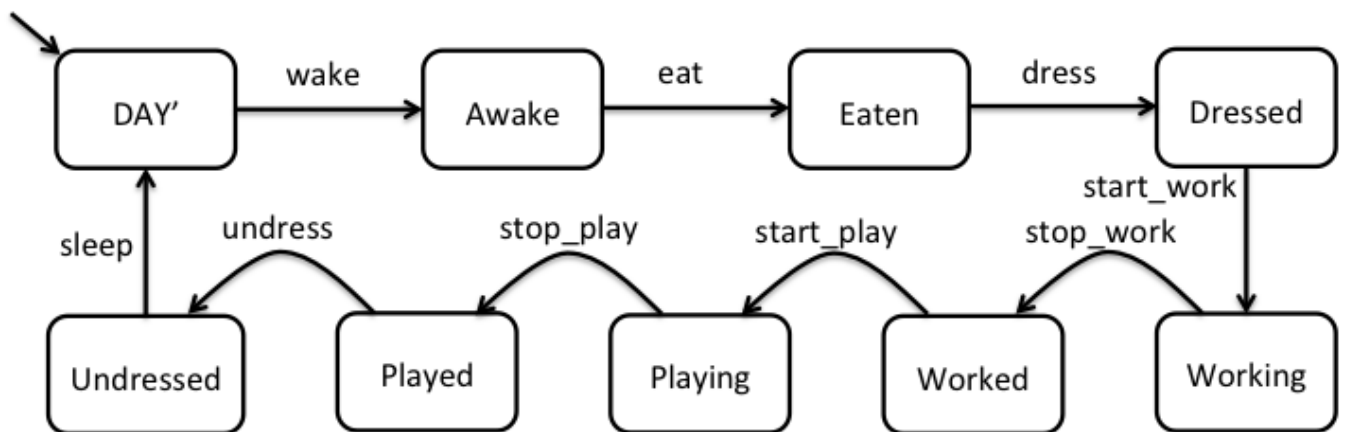 wake
eat
dress
DAY’
Awake
Eaten
Dressed
start_work
sleep
undress
stop_play
start_play
stop_work
Undressed
Played
Playing
Worked
Working